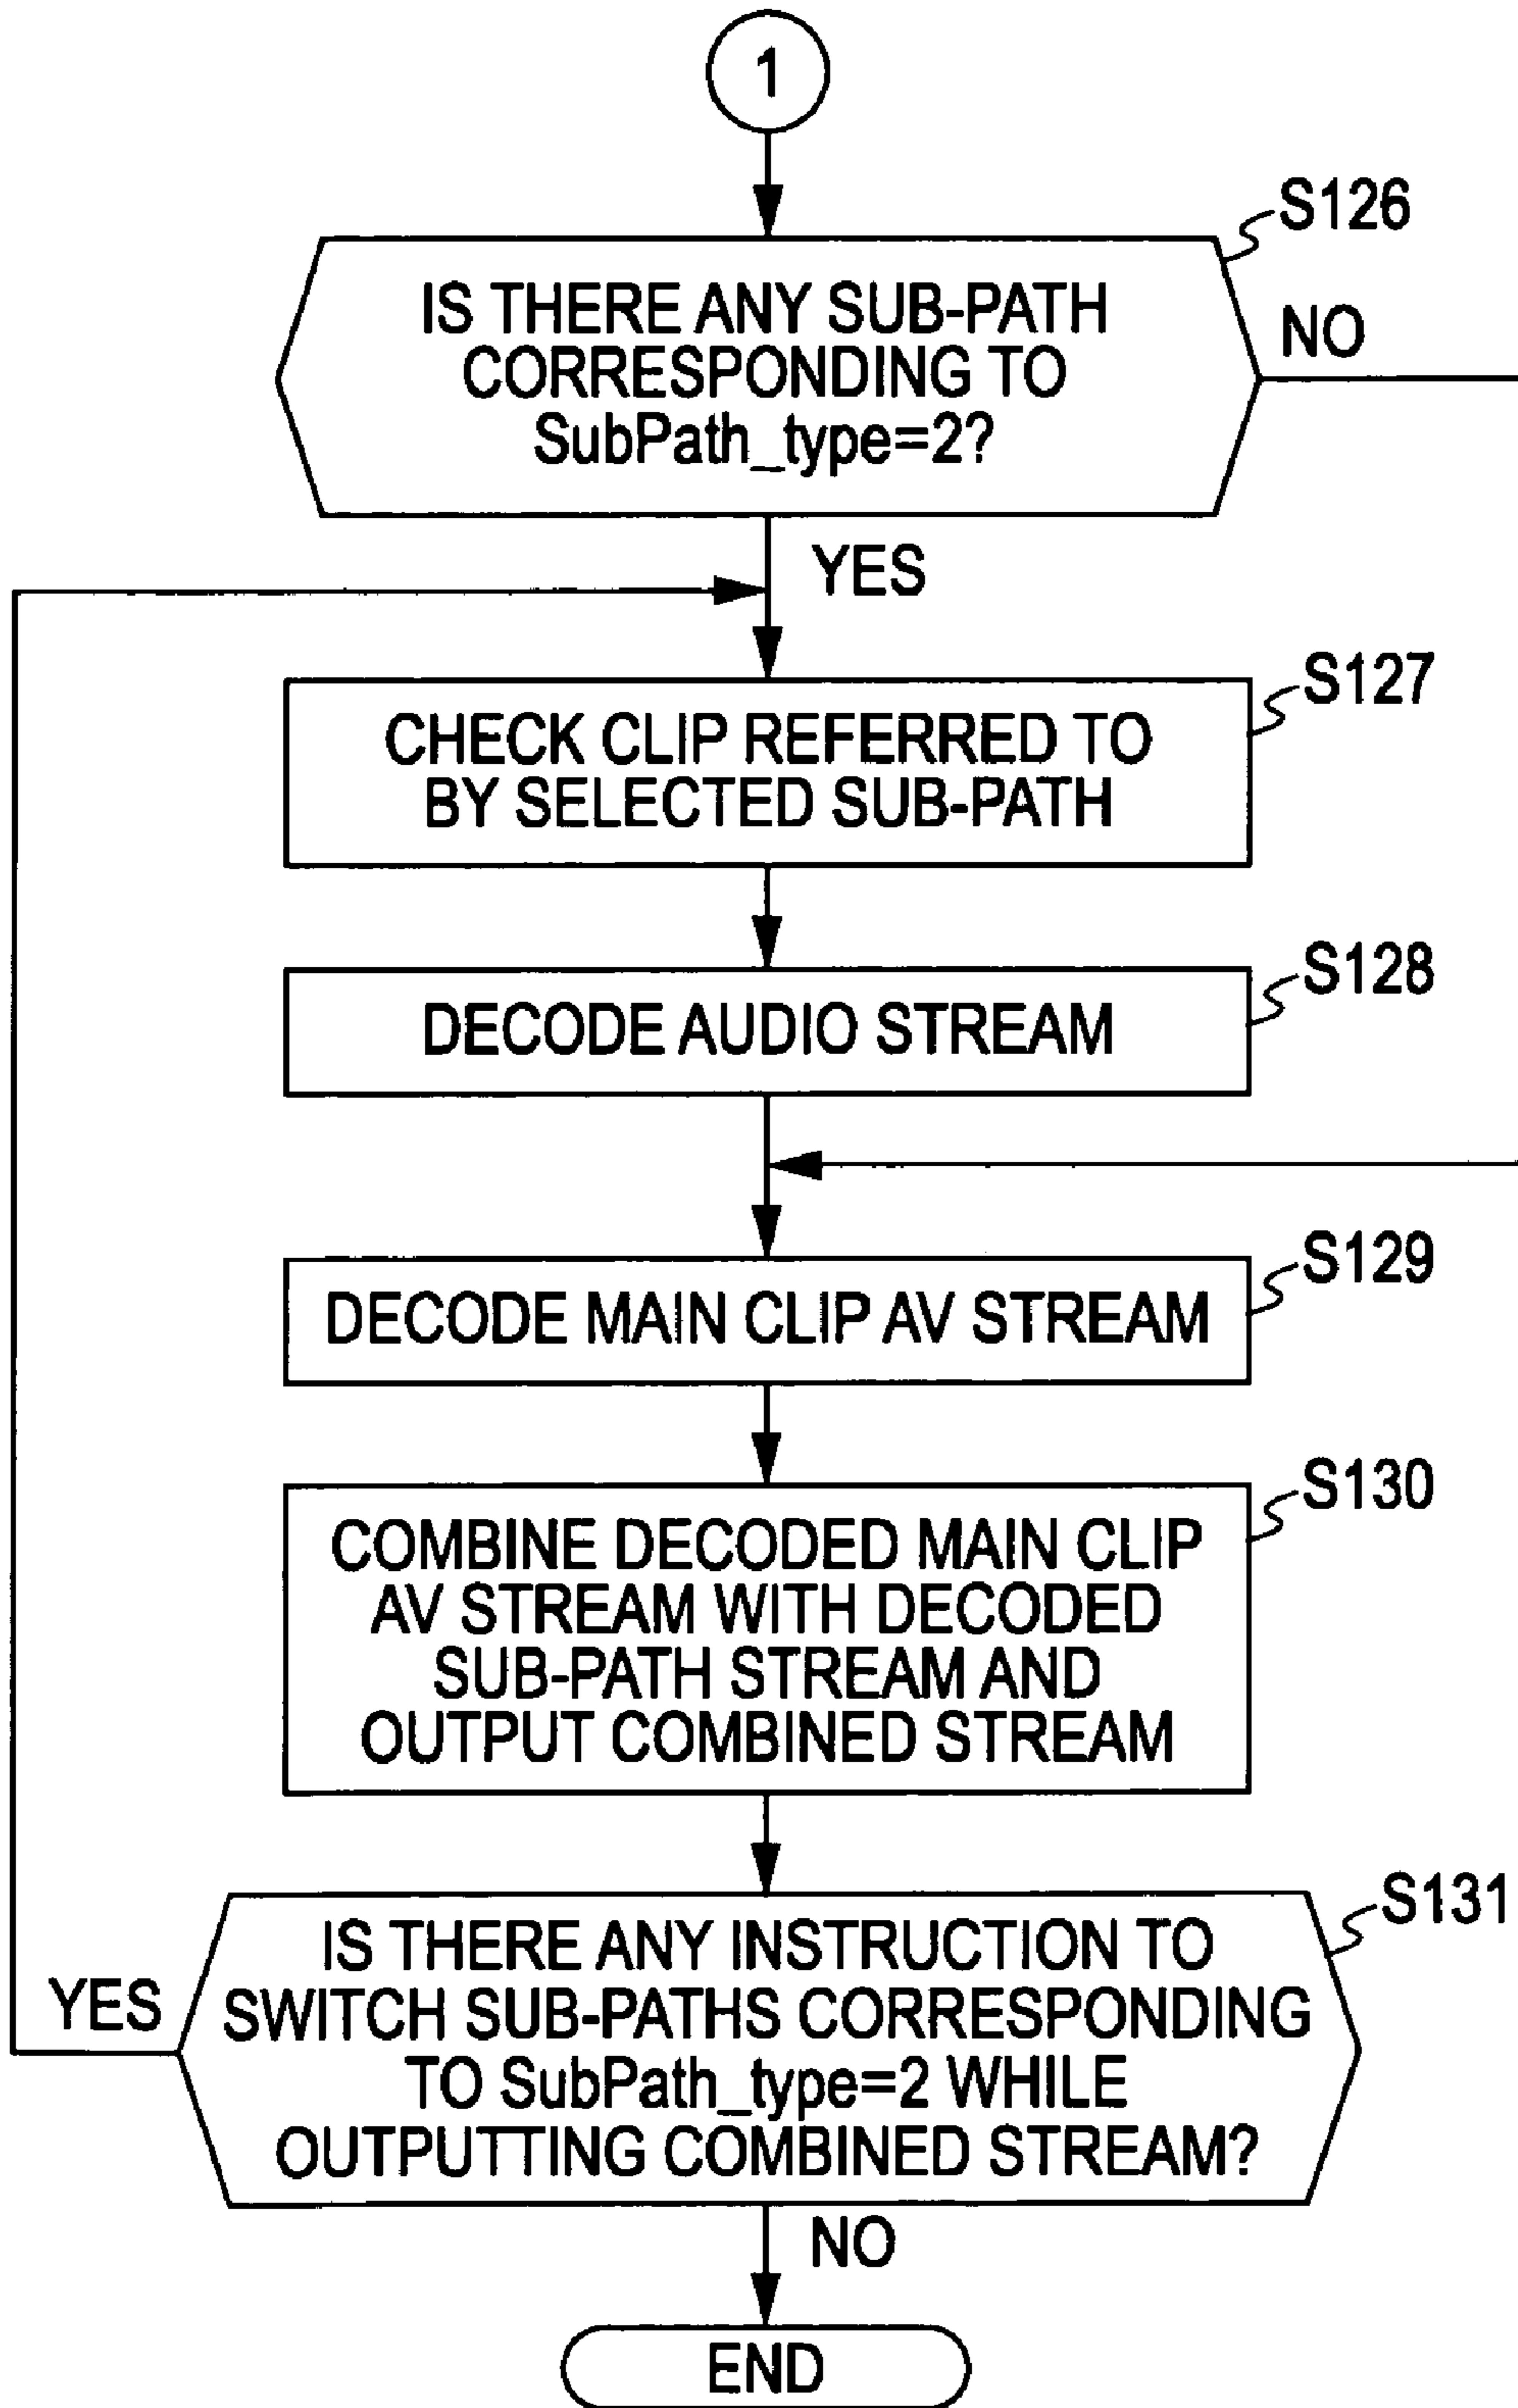 1
S126
IS THERE ANY SUB-PATH
CORRESPONDING TO
SubPath_type=2?
NO
YES
S127
CHECK CLIP REFERRED TO
BY SELECTED SUB-PATH
S128
DECODE AUDIO STREAM
S129
DECODE MAIN CLIP AV STREAM
S130
COMBINE DECODED MAIN CLIP
AV STREAM WITH DECODED
SUB-PATH STREAM AND
OUTPUT COMBINED STREAM
S131
IS THERE ANY INSTRUCTION TO
SWITCH SUB-PATHS CORRESPONDING
TO SubPath_type=2 WHILE
OUTPUTTING COMBINED STREAM?
YES
NO
END